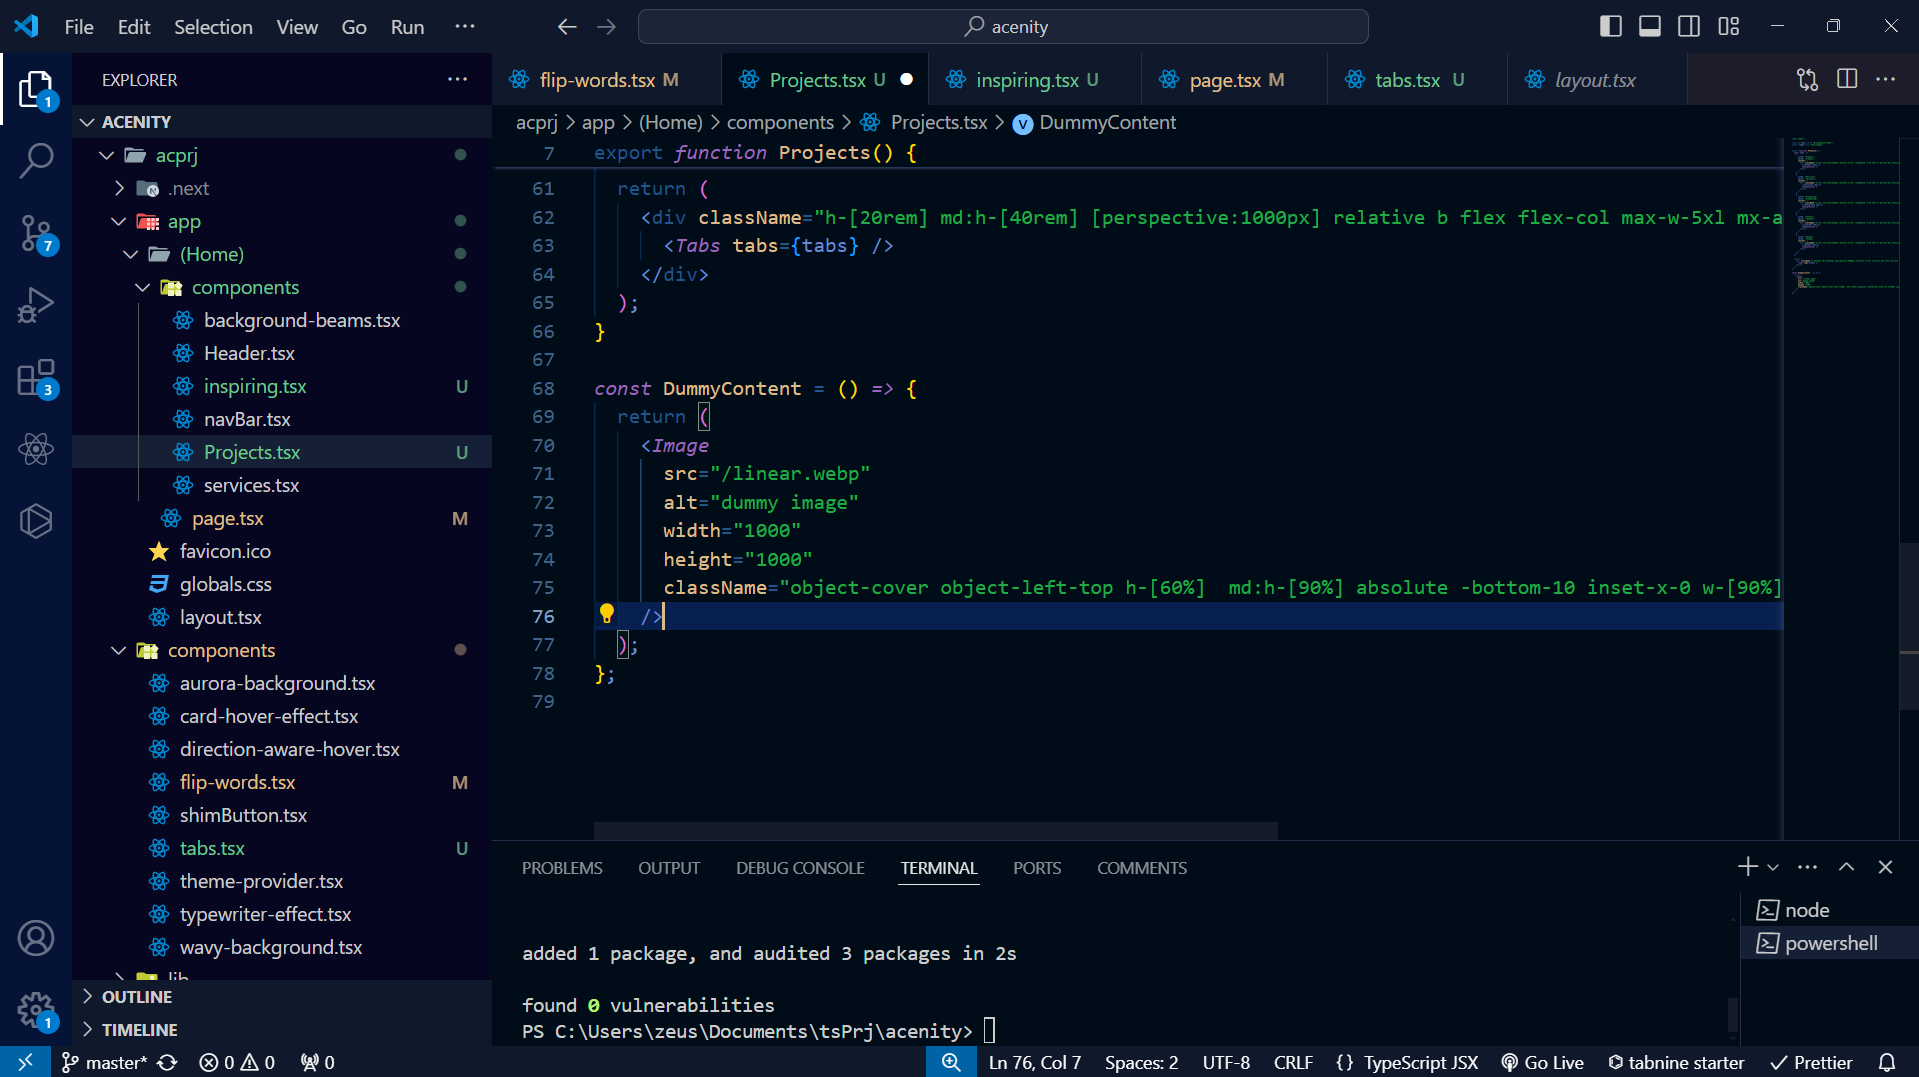 File Edit Selection View Go Run ···
acenity
EXPLORER
ACENITY
acprj
.next
app
(Home)
components
background-beams.tsx
Header.tsx
inspiring.tsx U
navBar.tsx
Projects.tsx U
services.tsx
page.tsx M
favicon.ico
globals.css
layout.tsx
components
aurora-background.tsx
card-hover-effect.tsx
direction-aware-hover.tsx
flip-words.tsx M
shimButton.tsx
tabs.tsx U
theme-provider.tsx
typewriter-effect.tsx
wavy-background.tsx
lib
OUTLINE
TIMELINE
1
7
3
1
flip-words.tsx M Projects.tsx U inspiring.tsx U page.tsx M tabs.tsx U layout.tsx
acprj > app > (Home) > components > Projects.tsx > DummyContent
7 export function Projects() {
61 return (
62 <div className="h-[20rem] md:h-[40rem] [perspective:1000px] relative b flex flex-col max-w-5xl mx-a
63 <Tabs tabs={tabs} />
64 </div>
65 );
66 }
67
68 const DummyContent = () => {
69 return (
70 <Image
71 src="/linear.webp"
72 alt="dummy image"
73 width="1000"
74 height="1000"
75 className="object-cover object-left-top h-[60%]  md:h-[90%] absolute -bottom-10 inset-x-0 w-[90%]
76 />
77 );
78 };
79
PROBLEMS OUTPUT DEBUG CONSOLE TERMINAL PORTS COMMENTS
added 1 package, and audited 3 packages in 2s
found 0 vulnerabilities
PS C:\Users\zeus\Documents\tsPrj\acenity>
node
powershell
master* 0 0 0 Ln 76, Col 7 Spaces: 2 UTF-8 CRLF {} TypeScript JSX Go Live tabnine starter Prettier